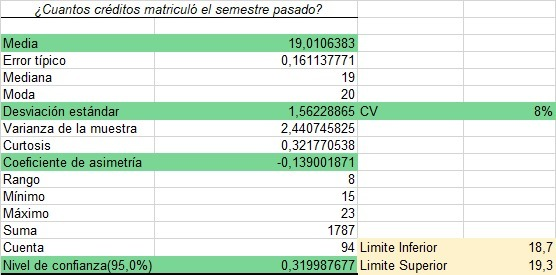 ¿Cuantos créditos matriculó el semestre pasado?
Media 19,0106383
Error típico 0,161137771
Mediana 19
Moda 20
Desviación estándar 1,56228865 CV 8%
Varianza de la muestra 2,440745825
Curtosis 0,321770538
Coeficiente de asimetría -0,139001871
Rango 8
Mínimo 15
Máximo 23
Suma 1787
Cuenta 94 Limite Inferior 18,7
Nivel de confianza(95,0%) 0,319987677 Limite Superior 19,3